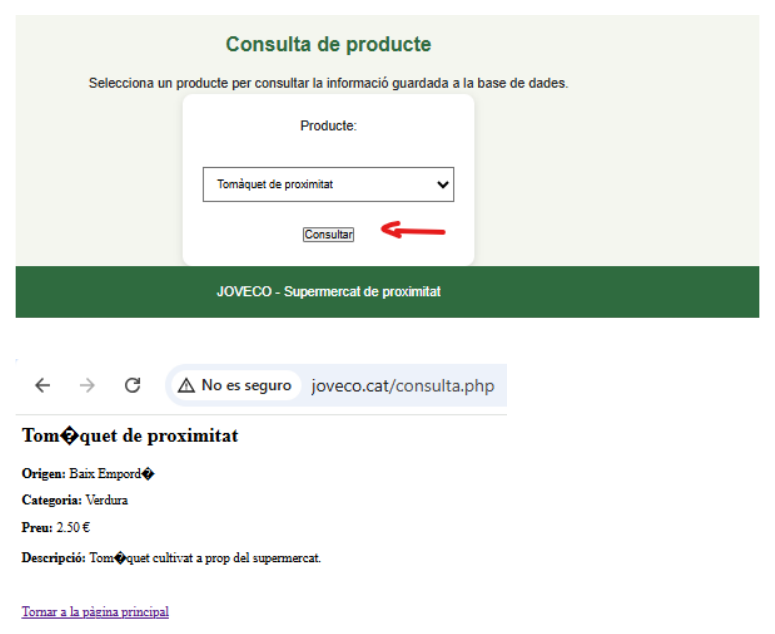 Consulta de producte
Selecciona un producte per consultar la informació guardada a la base de dades.
Producte:
Tomàquet de proximitat
Consultar
JOVECO - Supermercat de proximitat
No es seguro joveco.cat/consulta.php
Tom�quet de proximitat
Origen: Baix Empord�
Categoria: Verdura
Preu: 2.50 €
Descripció: Tom�quet cultivat a prop del supermercat.
Tornar a la pàgina principal